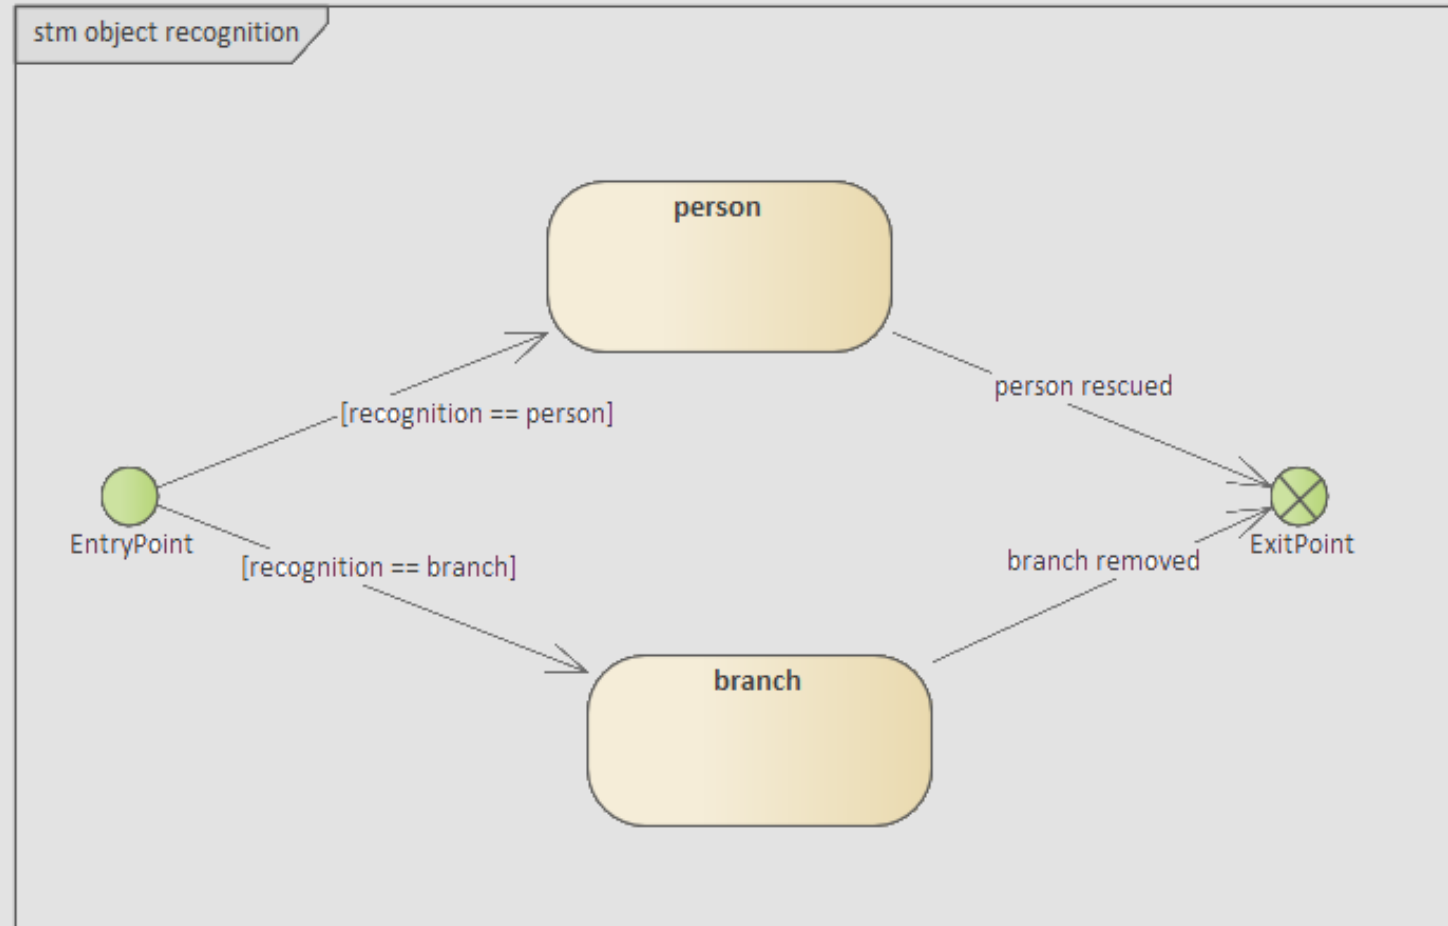 stm object recognition
person
person rescued
[recognition == person]
EntryPoint
ExitPoint
[recognition == branch]
branch removed
branch